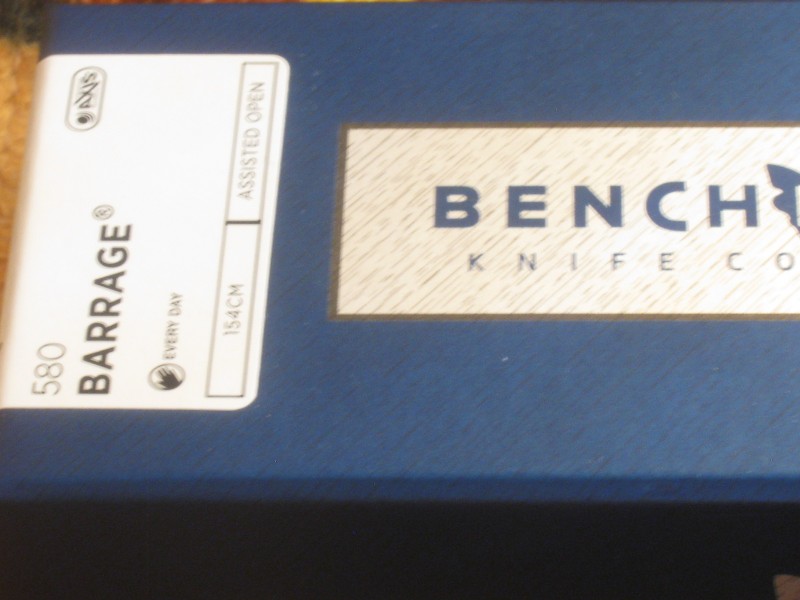 AXIS
580
BARRAGE®
EVERY DAY
154CM
ASSISTED OPEN
BENCH
KNIFE CO